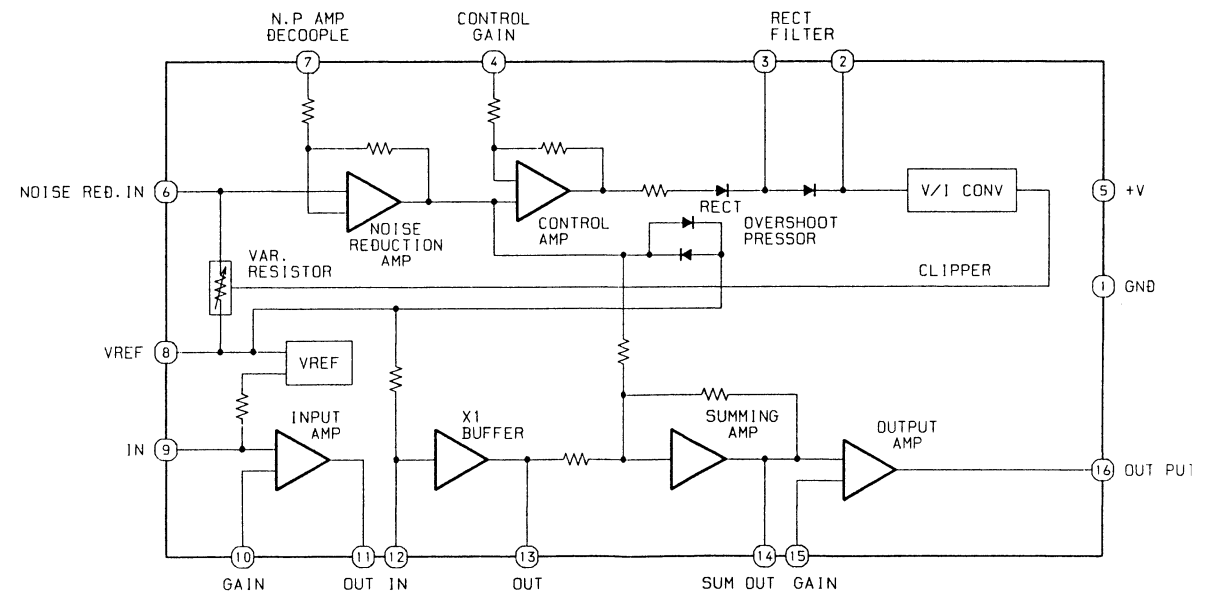 N.P AMP
DECOOPLE
CONTROL
GAIN
RECT
FILTER
7
4
3
2
NOISE RED.IN
6
V/I CONV
5
+V
RECT
NOISE
REDUCTION
AMP
CONTROL
AMP
OVERSHOOT
PRESSOR
VAR.
RESISTOR
CLIPPER
1
GND
VREF
8
VREF
INPUT
AMP
X1
BUFFER
SUMMING
AMP
OUTPUT
AMP
IN
9
16
OUT PUT
10
11
12
13
14
15
GAIN
OUT
IN
OUT
SUM OUT
GAIN